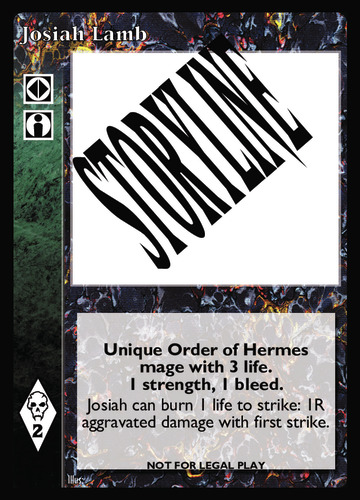 Josiah Lamb
STORYLINE
Unique Order of Hermes
mage with 3 life.
1 strength, 1 bleed.
Josiah can burn 1 life to strike: 1R
aggravated damage with first strike.
2
NOT FOR LEGAL PLAY
Illus: